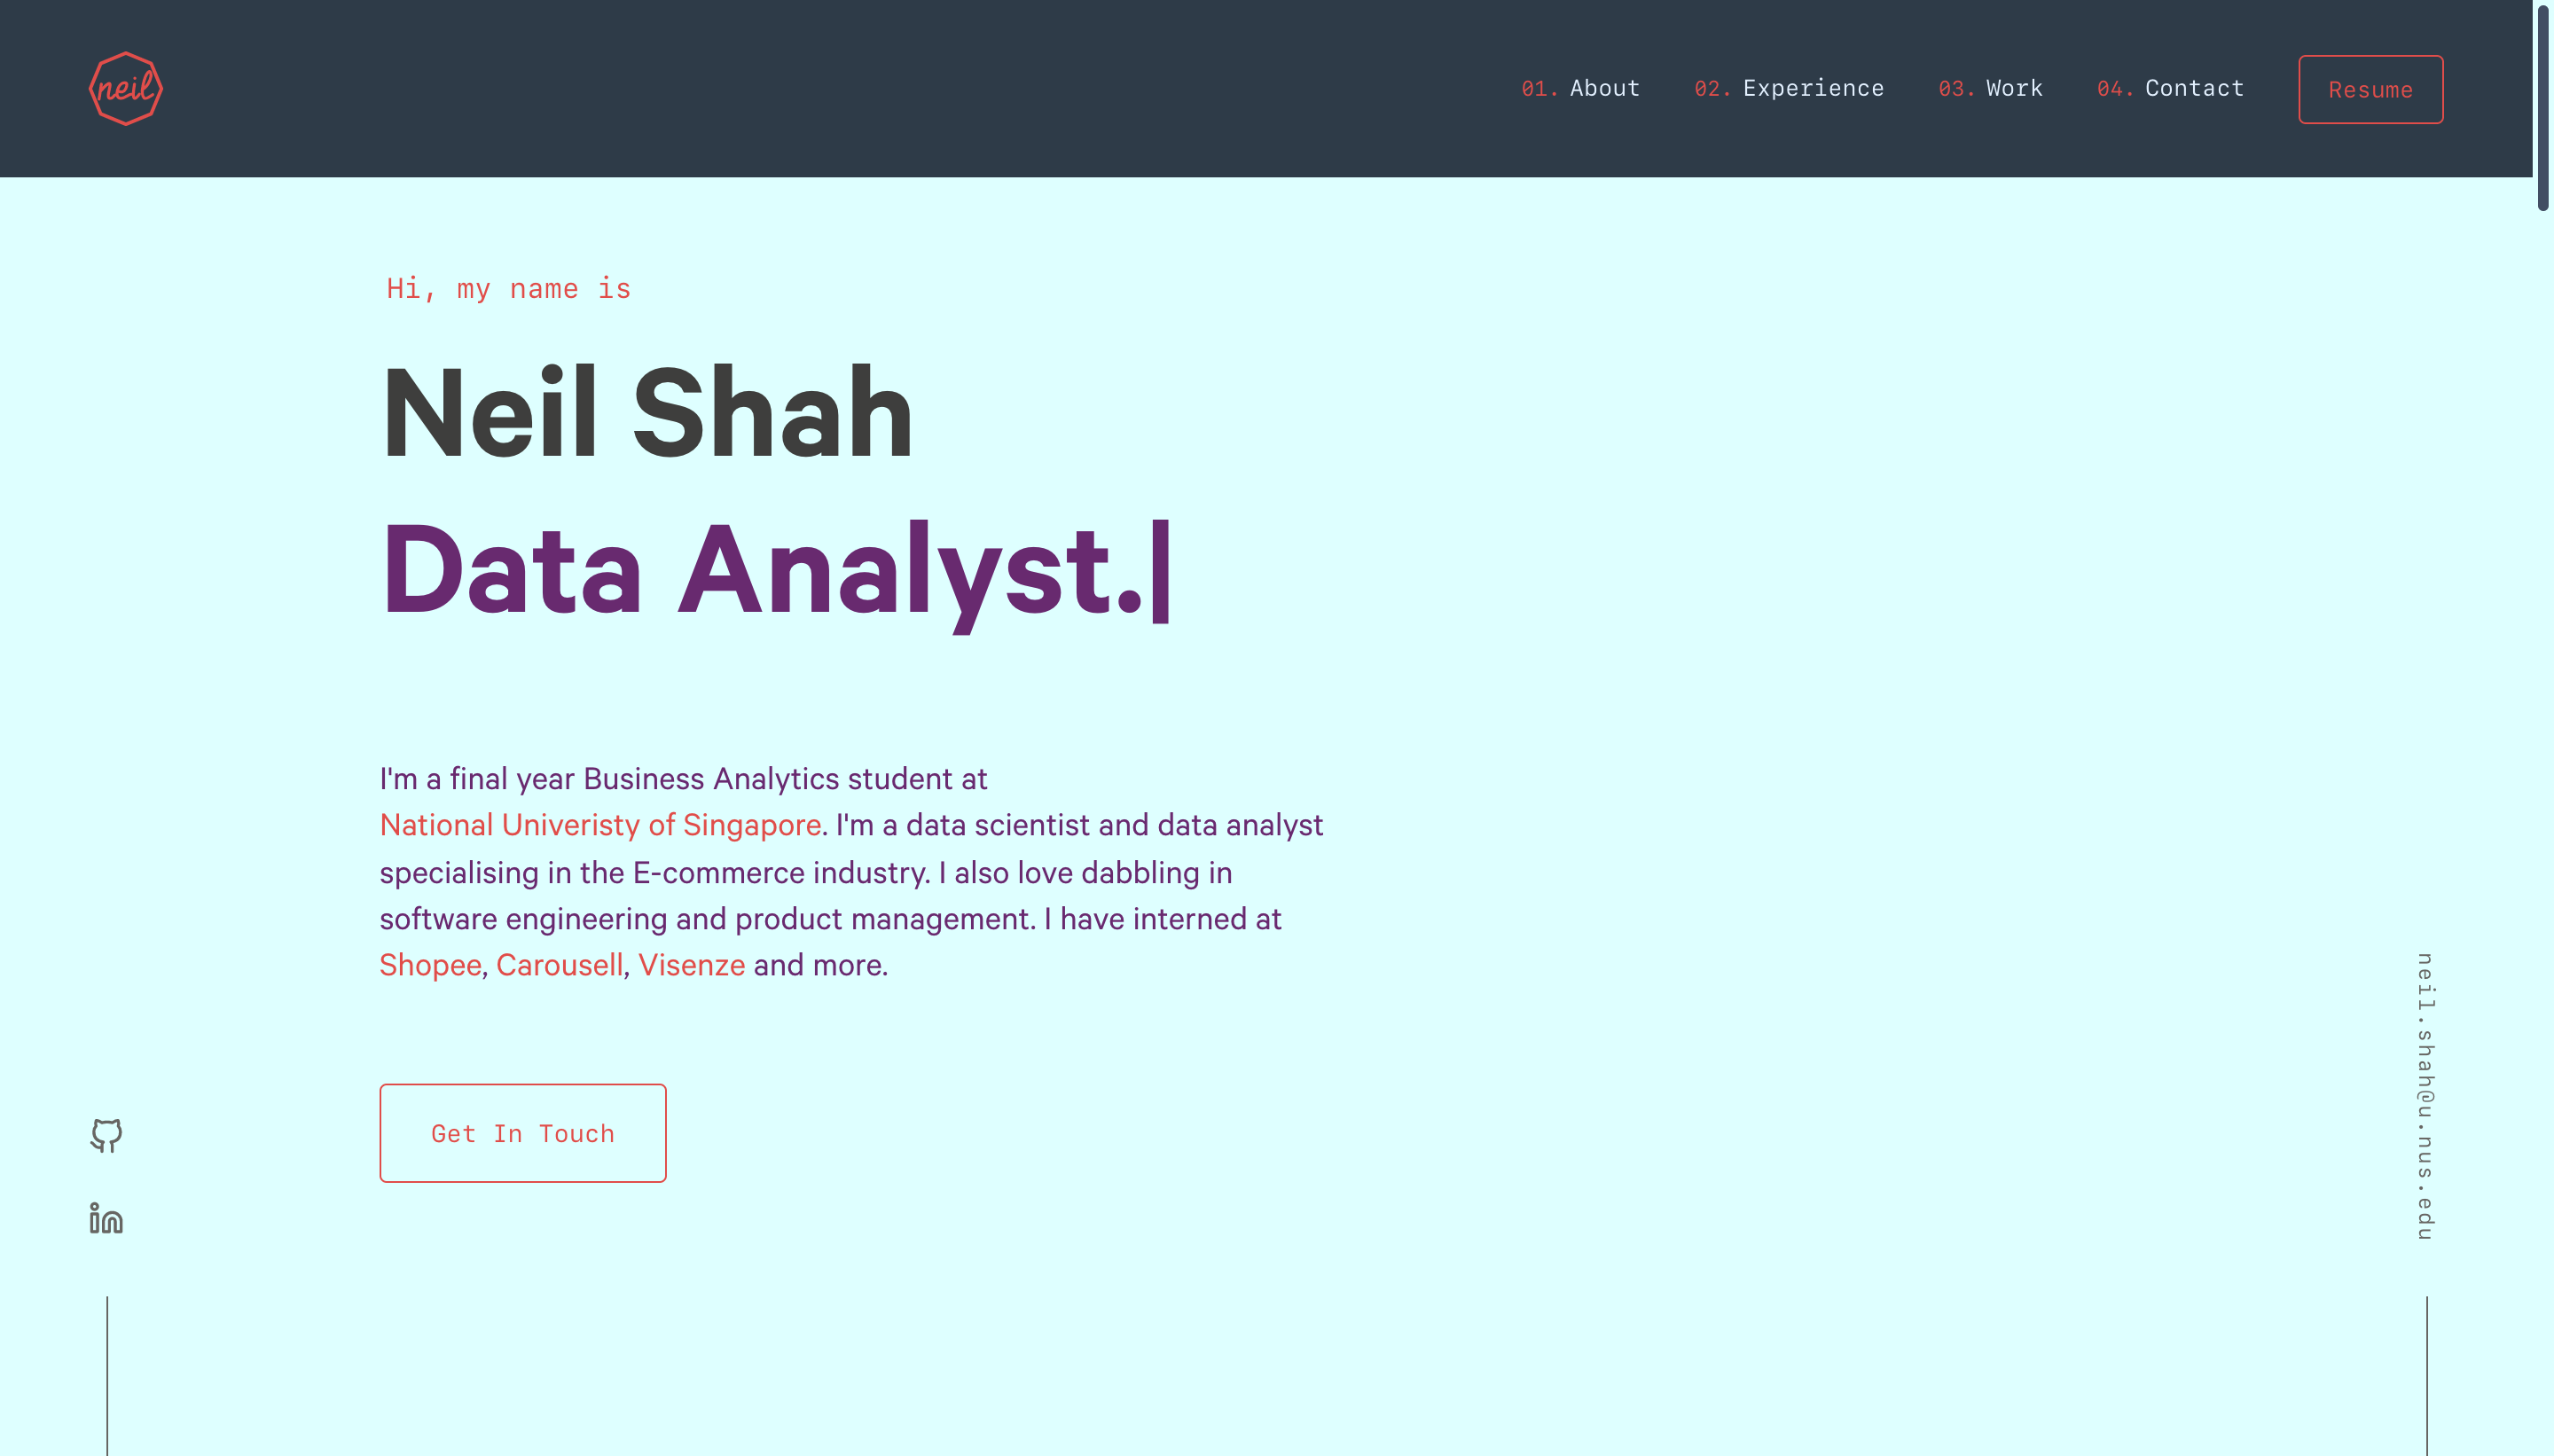 neil
01. About 02. Experience 03. Work 04. Contact Resume
Hi, my name is
Neil Shah
Data Analyst.|
I'm a final year Business Analytics student at
National Univeristy of Singapore. I'm a data scientist and data analyst
specialising in the E-commerce industry. I also love dabbling in
software engineering and product management. I have interned at
Shopee, Carousell, Visenze and more.
Get In Touch
in
neil.shah@u.nus.edu